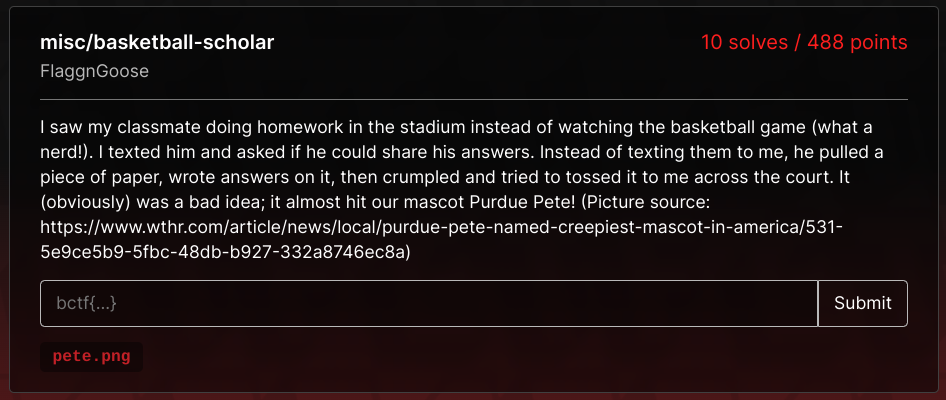 misc/basketball-scholar
10 solves / 488 points
FlaggnGoose
I saw my classmate doing homework in the stadium instead of watching the basketball game (what a
nerd!). I texted him and asked if he could share his answers. Instead of texting them to me, he pulled a
piece of paper, wrote answers on it, then crumpled and tried to tossed it to me across the court. It
(obviously) was a bad idea; it almost hit our mascot Purdue Pete! (Picture source:
https://www.wthr.com/article/news/local/purdue-pete-named-creepiest-mascot-in-america/531-
5e9ce5b9-5fbc-48db-b927-332a8746ec8a)
bctf{...}
Submit
pete.png